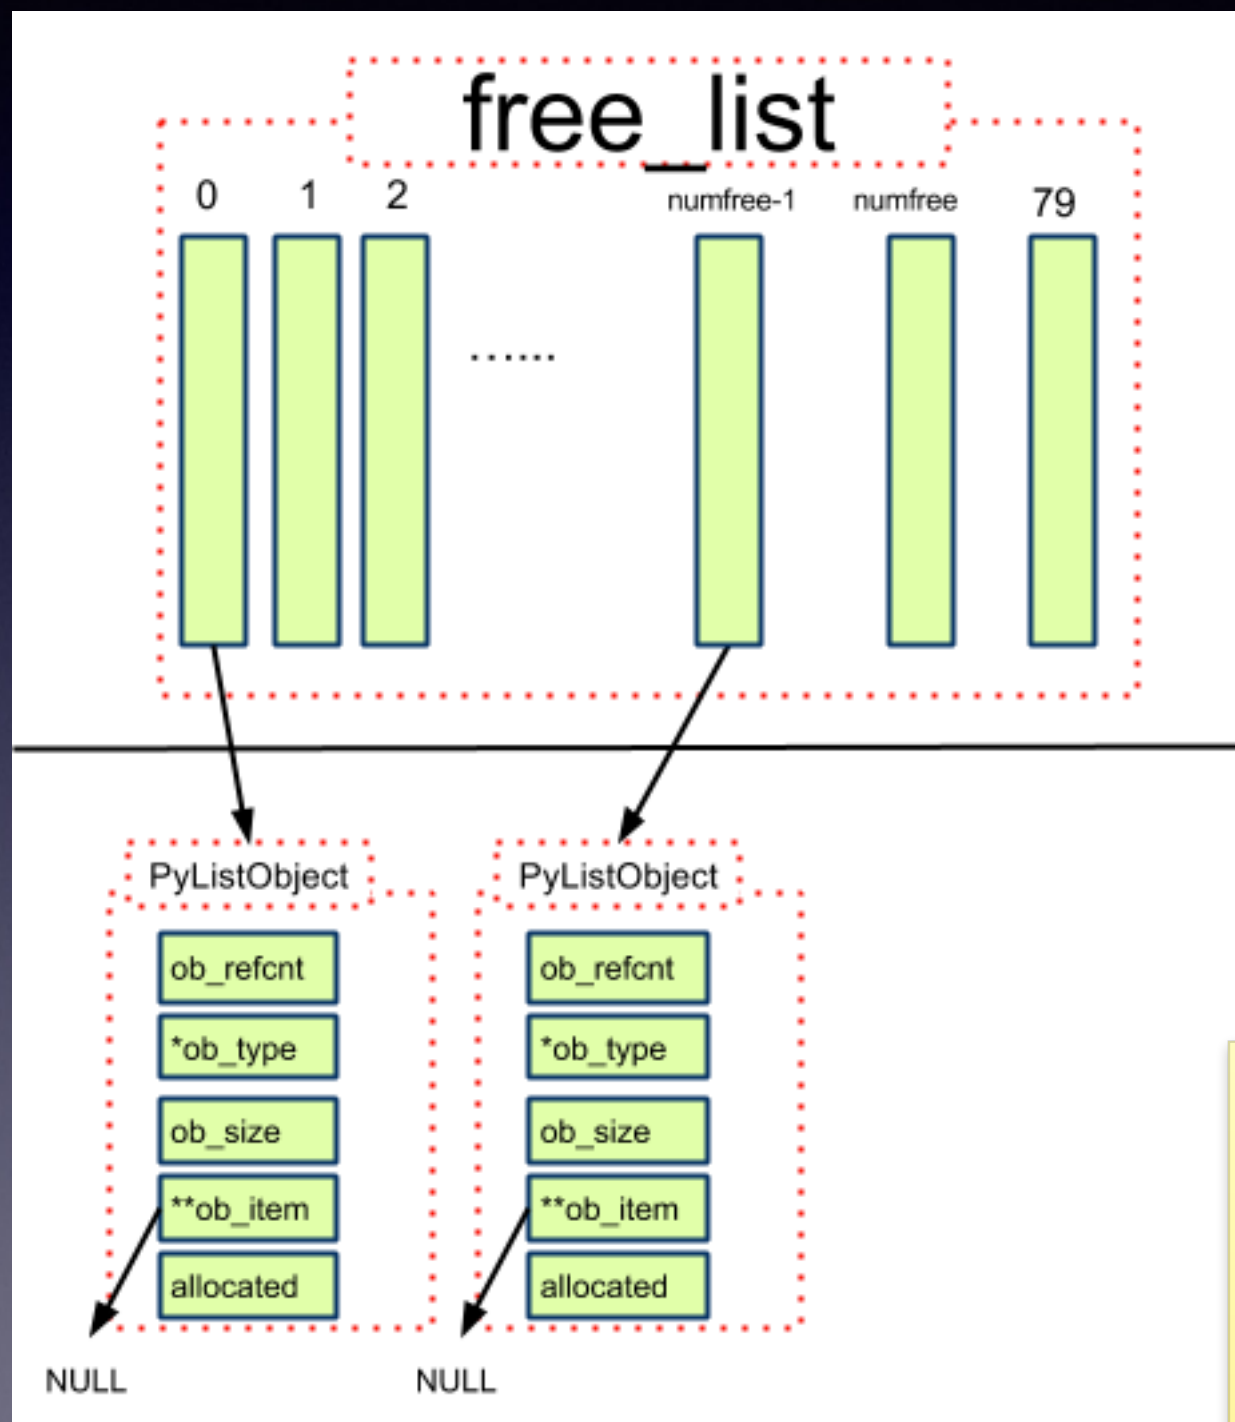 free_list
0 1 2 numfree-1 numfree 79
......
PyListObject PyListObject
ob_refcnt ob_refcnt
*ob_type *ob_type
ob_size ob_size
**ob_item **ob_item
allocated allocated
NULL NULL